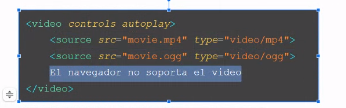 <video controls autoplay>
<source src="movie.mp4" type="video/mp4">
<source src="movie.ogg" type="video/ogg">
El navegador no soporta el video
</video>